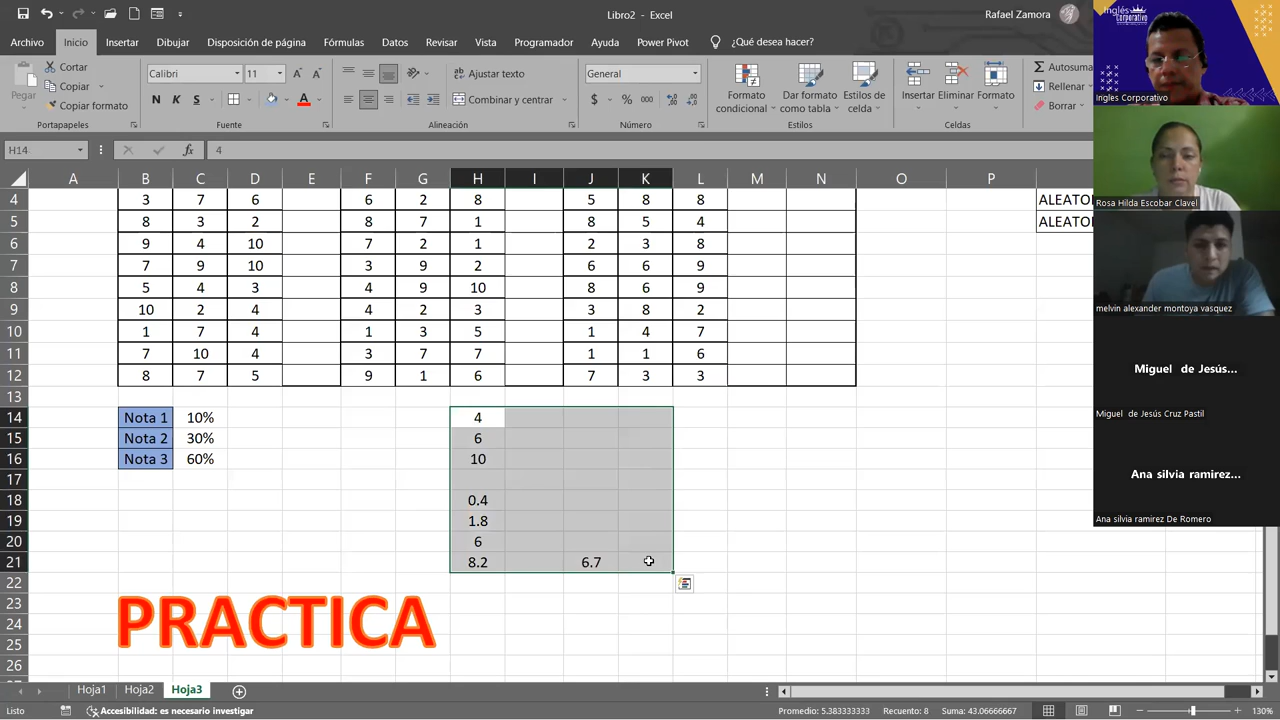 Libro2 - Excel
Rafael Zamora
Archivo Inicio Insertar Dibujar Disposición de página Fórmulas Datos Revisar Vista Programador Ayuda Power Pivot ¿Qué desea hacer?
Pegar
Cortar
Copiar
Copiar formato
Portapapeles
Calibri 11
N K S
Fuente
Ajustar texto
Combinar y centrar
Alineación
General
$ % 000
Número
Formato condicional
Dar formato como tabla
Estilos de celda
Estilos
Insertar Eliminar Formato
Celdas
Autosuma
Rellenar
Borrar
H14 fx 4
A B C D E F G H I J K L M N O P
4 3 7 6 6 2 8 5 8 8 ALEATO
5 8 3 2 8 7 1 8 5 4 ALEATO
6 9 4 10 7 2 1 2 3 8
7 7 9 10 3 9 2 6 6 9
8 5 4 3 4 9 10 8 6 9
9 10 2 4 4 2 3 3 8 2
10 1 7 4 1 3 5 1 4 7
11 7 10 4 3 7 7 1 1 6
12 8 7 5 9 1 6 7 3 3
13
14 Nota 1 10% 4
15 Nota 2 30% 6
16 Nota 3 60% 10
17
18 0.4
19 1.8
20 6
21 8.2 6.7
22
23
24
25
26
PRACTICA
Hoja1 Hoja2 Hoja3
Listo
Accesibilidad: es necesario investigar
Promedio: 5.383333333 Recuento: 8 Suma: 43.06666667
130%
Inglés Corporativo
Ingles Corporativo
Rosa Hilda Escobar Clavel
melvin alexander montoya vasquez
Miguel de Jesús...
Miguel de Jesús Cruz Pastil
Ana silvia ramirez...
Ana silvia ramirez De Romero